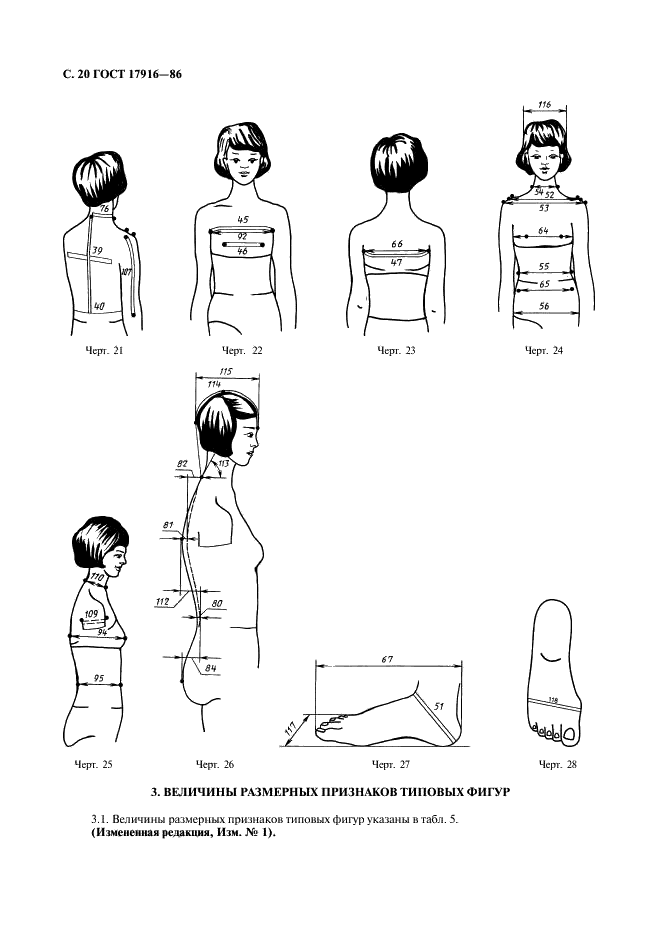 С. 20 ГОСТ 17916—86
116
76
39
107
40
45
92
46
66
47
54 52
53
64
55
65
56
Черт. 21
Черт. 22
Черт. 23
Черт. 24
115
114
82
113
81
112
80
84
110
109
94
95
67
51
117
118
Черт. 25
Черт. 26
Черт. 27
Черт. 28
3. ВЕЛИЧИНЫ РАЗМЕРНЫХ ПРИЗНАКОВ ТИПОВЫХ ФИГУР
3.1. Величины размерных признаков типовых фигур указаны в табл. 5.
(Измененная редакция, Изм. № 1).